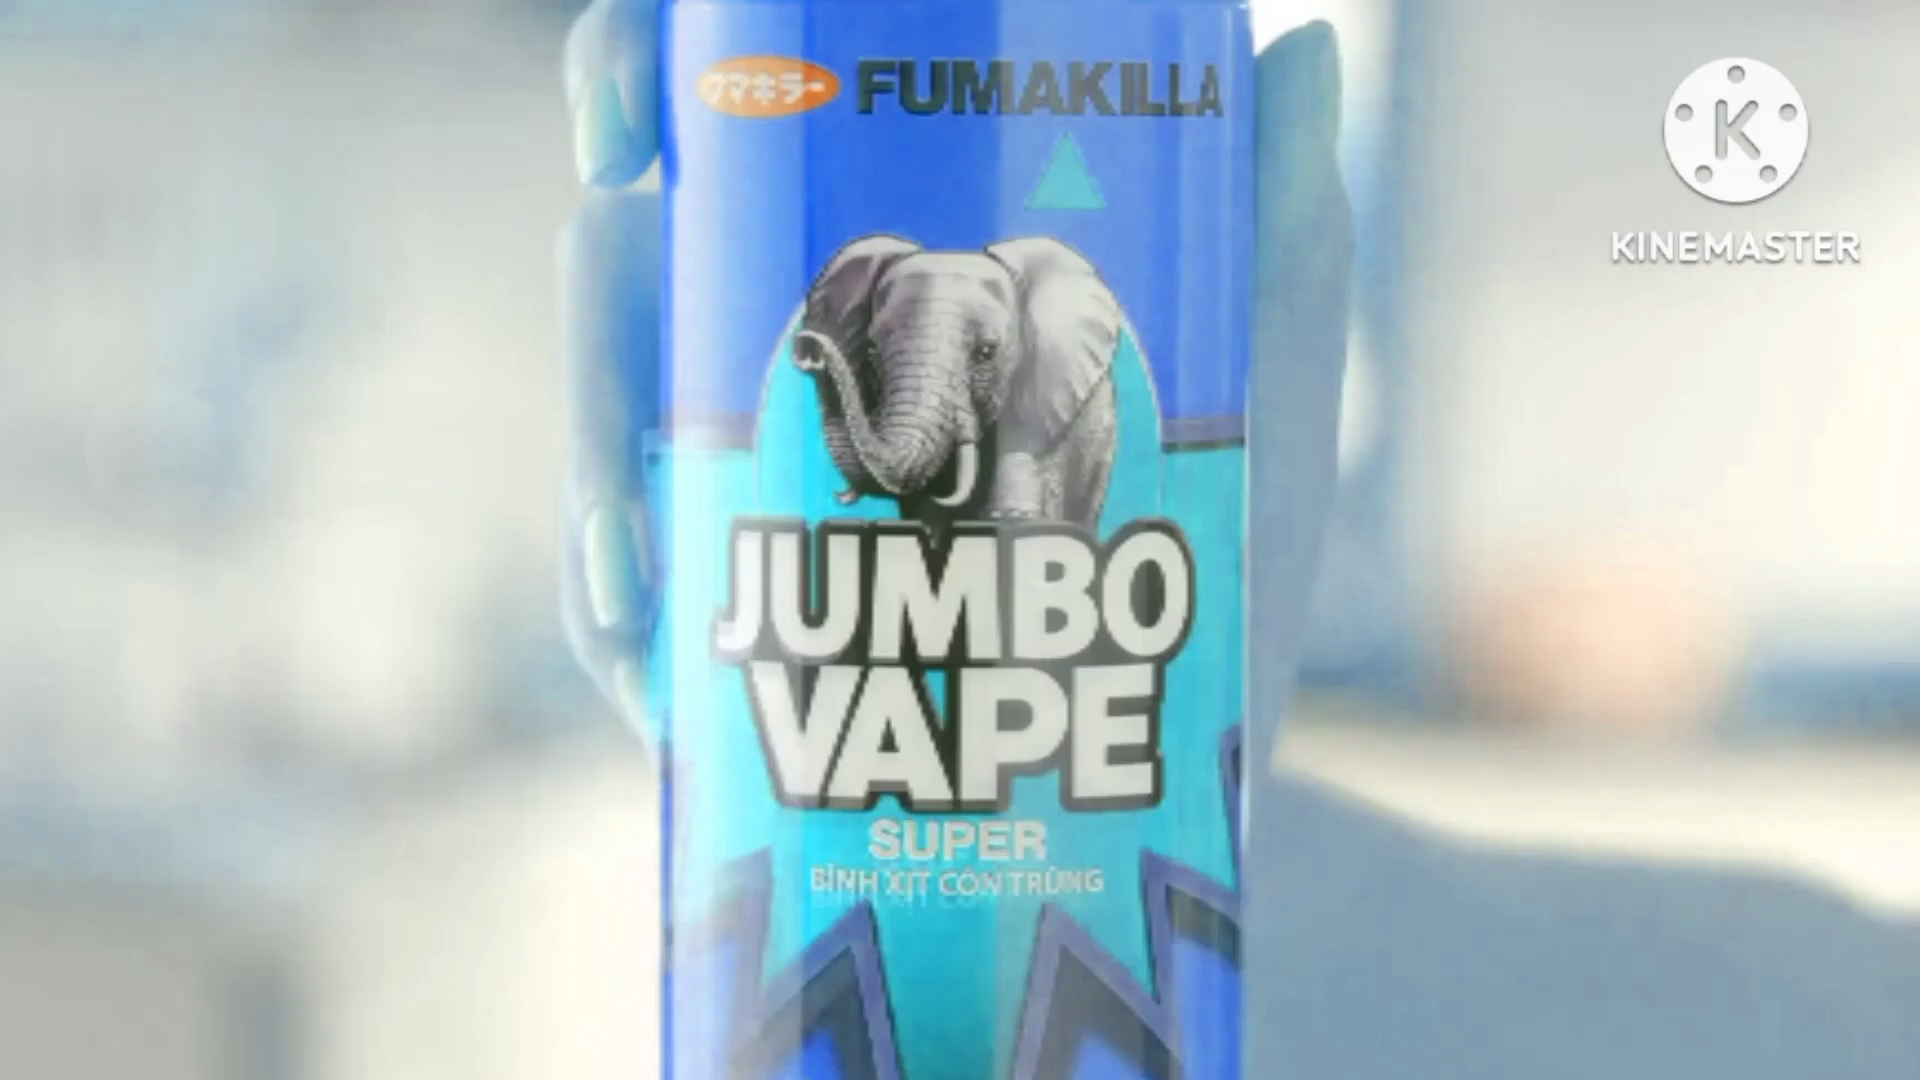 フマキラー FUMAKILLA
JUMBO
VAPE
SUPER
BÌNH XỊT CÔN TRÙNG
K
KINEMASTER